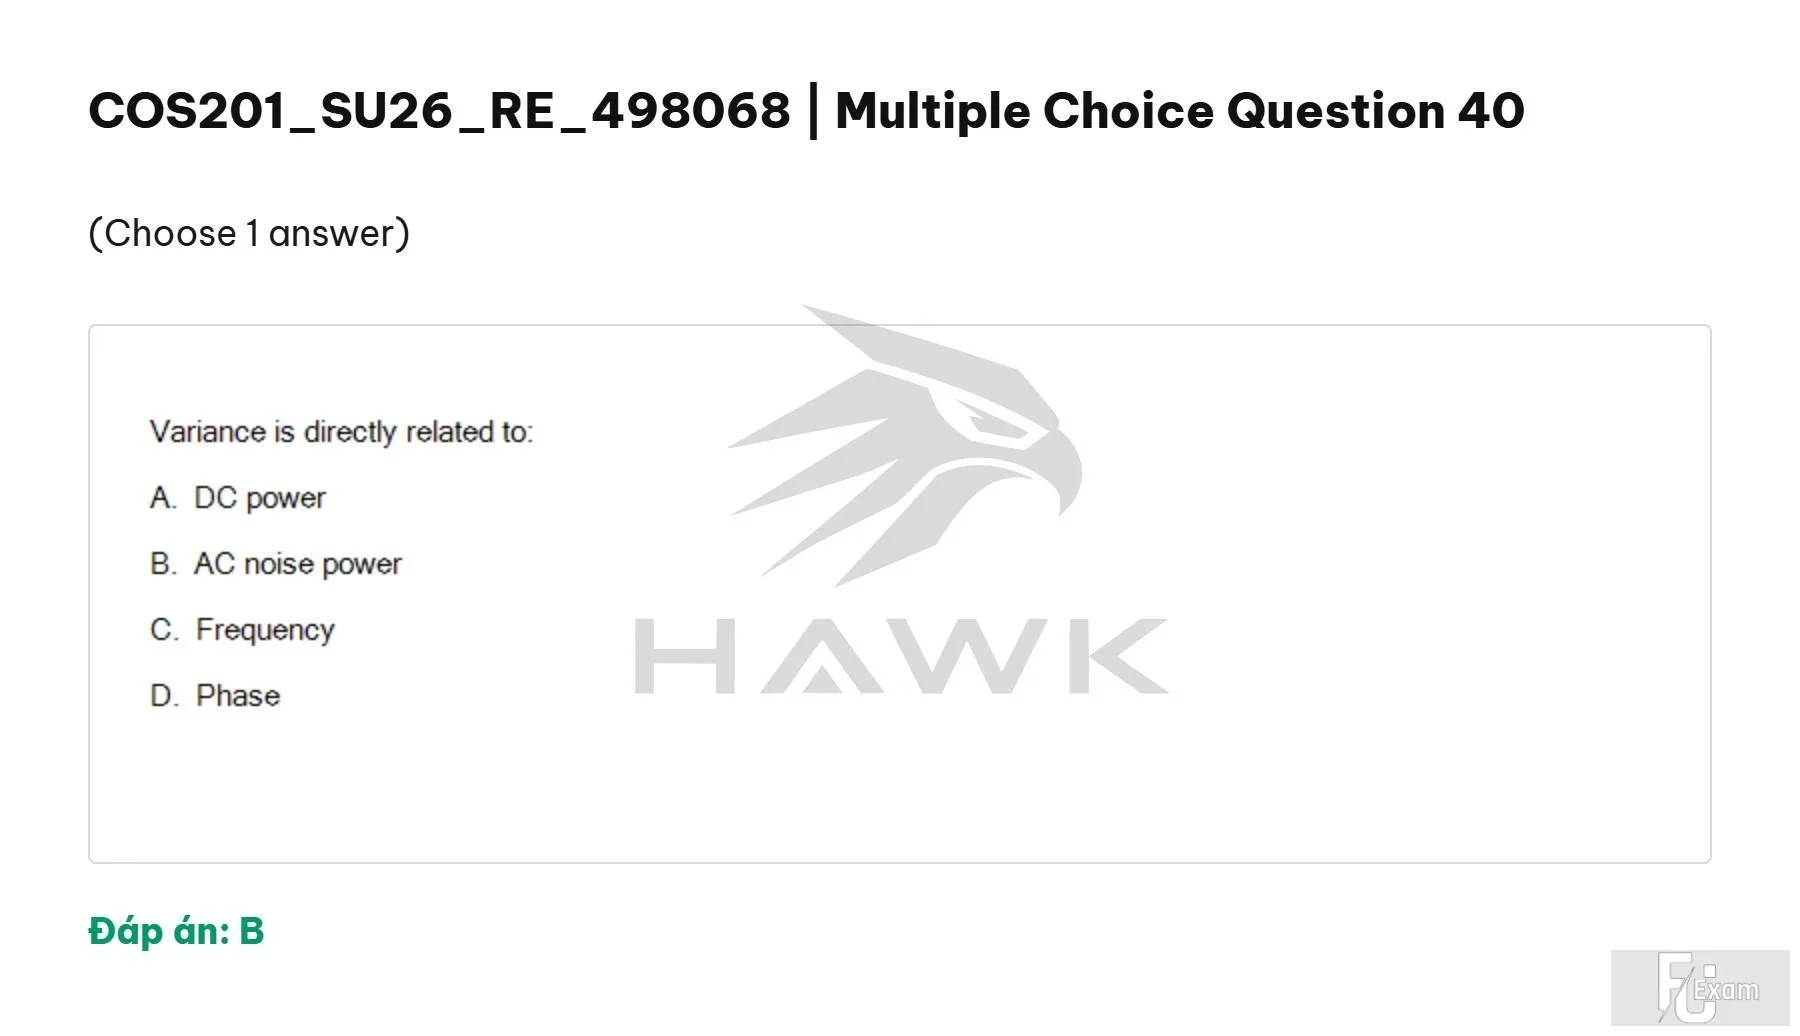 COS201_SU26_RE_498068 | Multiple Choice Question 40
(Choose 1 answer)
Variance is directly related to:
A. DC power
B. AC noise power
C. Frequency
D. Phase
HAWK
Đáp án: B
FU Exam